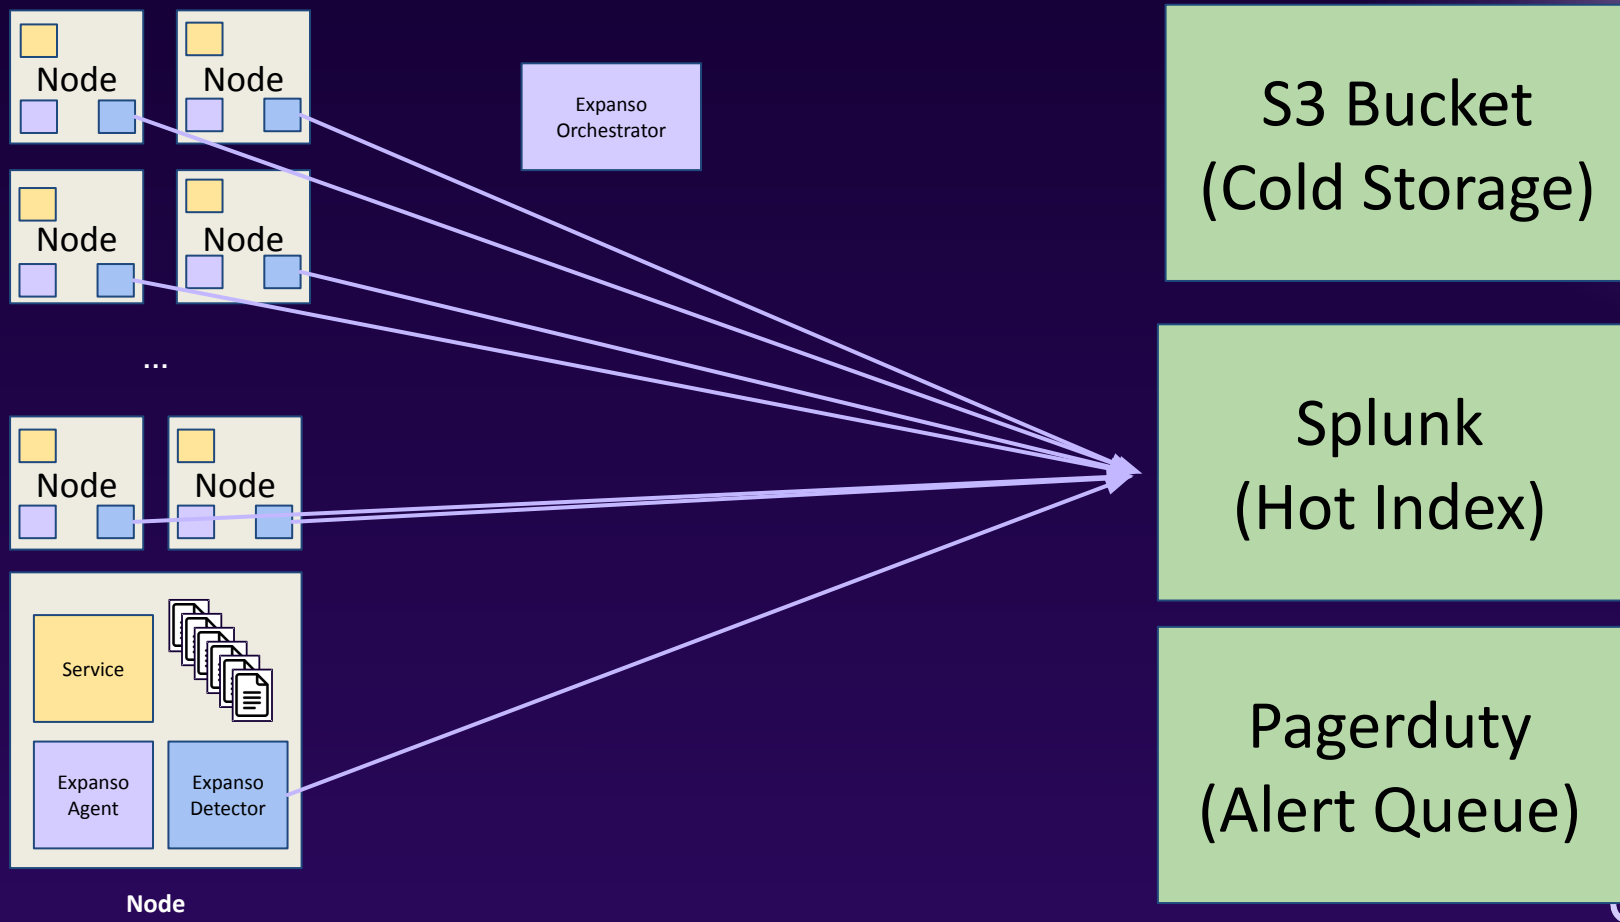 Node
Node
Expanso
Orchestrator
S3 Bucket
(Cold Storage)
Node
Node
...
Splunk
(Hot Index)
Node
Node
Service
Expanso
Agent
Expanso
Detector
Pagerduty
(Alert Queue)
Node